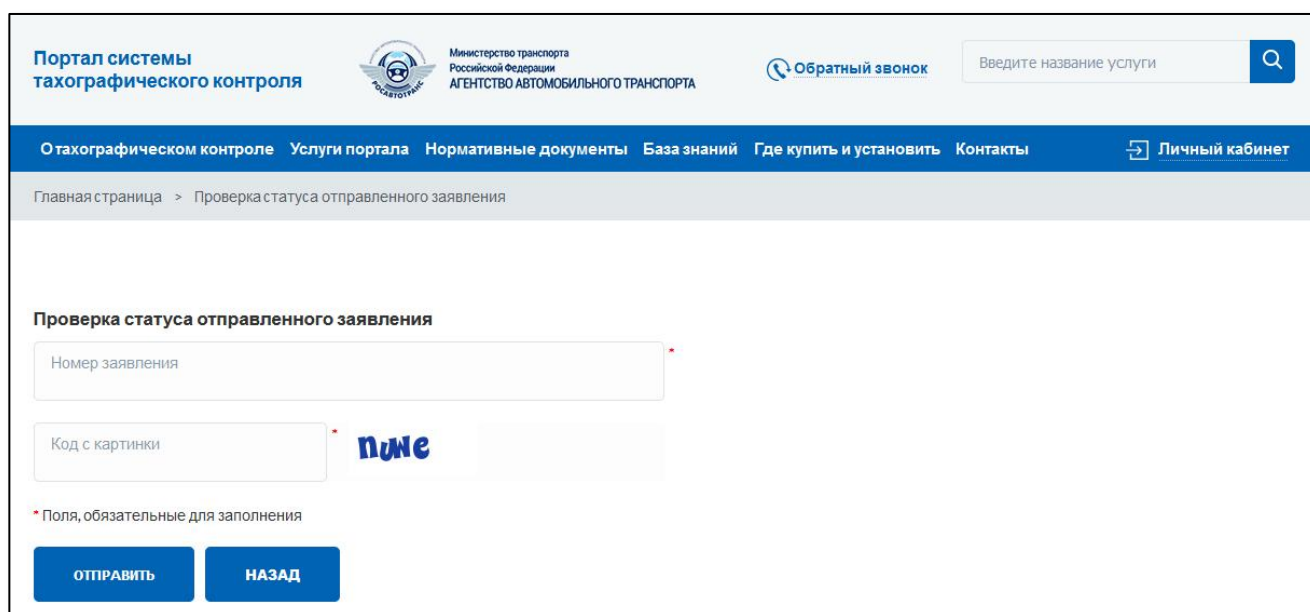 Портал системы
тахографического контроля
РОСАВТОТРАНС
Министерство транспорта
Российской Федерации
АГЕНТСТВО АВТОМОБИЛЬНОГО ТРАНСПОРТА
Обратный звонок
Введите название услуги
О тахографическом контроле Услуги портала Нормативные документы База знаний Где купить и установить Контакты Личный кабинет
Главная страница > Проверка статуса отправленного заявления
Проверка статуса отправленного заявления
Номер заявления *
Код с картинки *
* Поля, обязательные для заполнения
ОТПРАВИТЬ НАЗАД